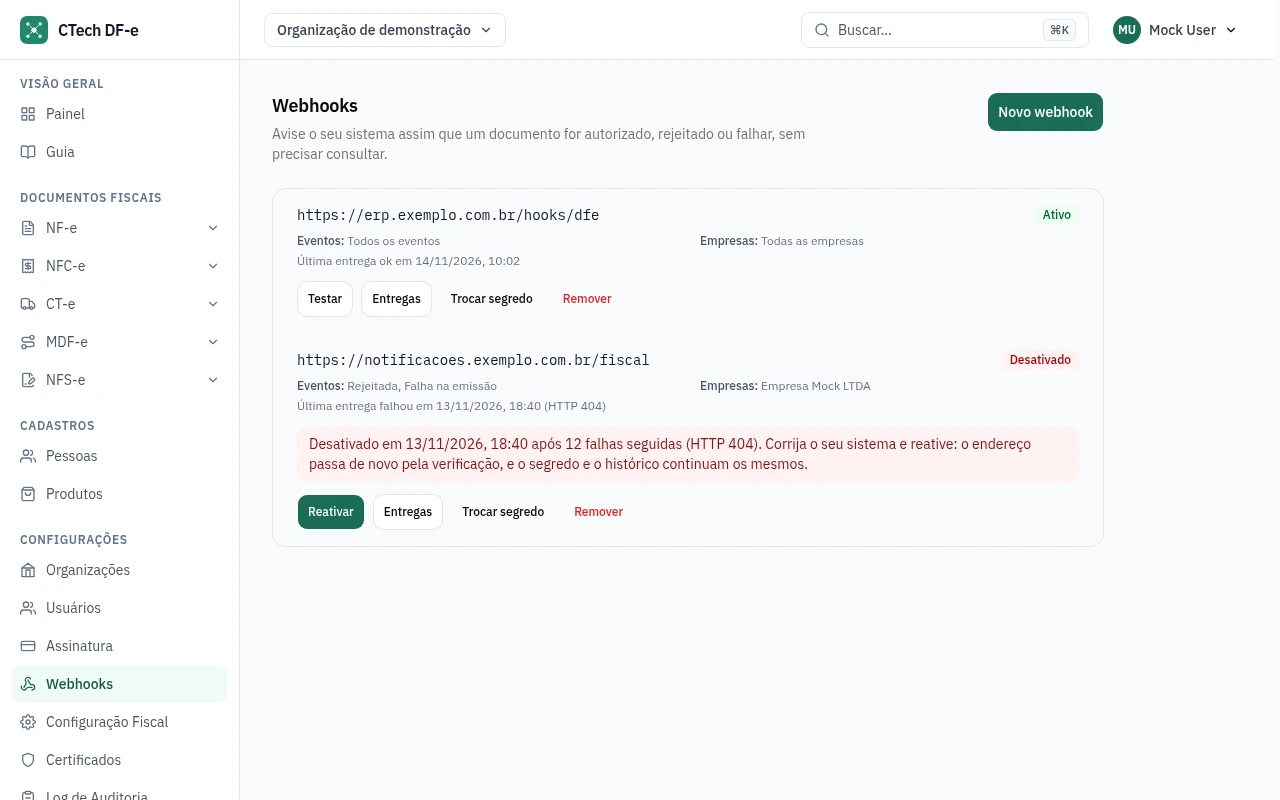 CTech DF-e
Organização de demonstração
Buscar...
⌘K
MU
Mock User
VISÃO GERAL
Painel
Guia
DOCUMENTOS FISCAIS
NF-e
NFC-e
CT-e
MDF-e
NFS-e
CADASTROS
Pessoas
Produtos
CONFIGURAÇÕES
Organizações
Usuários
Assinatura
Webhooks
Configuração Fiscal
Certificados
Log de Auditoria
Webhooks
Novo webhook
Avise o seu sistema assim que um documento for autorizado, rejeitado ou falhar, sem
precisar consultar.
https://erp.exemplo.com.br/hooks/dfe
Ativo
Eventos: Todos os eventos
Empresas: Todas as empresas
Última entrega ok em 14/11/2026, 10:02
Testar
Entregas
Trocar segredo
Remover
https://notificacoes.exemplo.com.br/fiscal
Desativado
Eventos: Rejeitada, Falha na emissão
Empresas: Empresa Mock LTDA
Última entrega falhou em 13/11/2026, 18:40 (HTTP 404)
Desativado em 13/11/2026, 18:40 após 12 falhas seguidas (HTTP 404). Corrija o seu sistema e reative: o endereço
passa de novo pela verificação, e o segredo e o histórico continuam os mesmos.
Reativar
Entregas
Trocar segredo
Remover